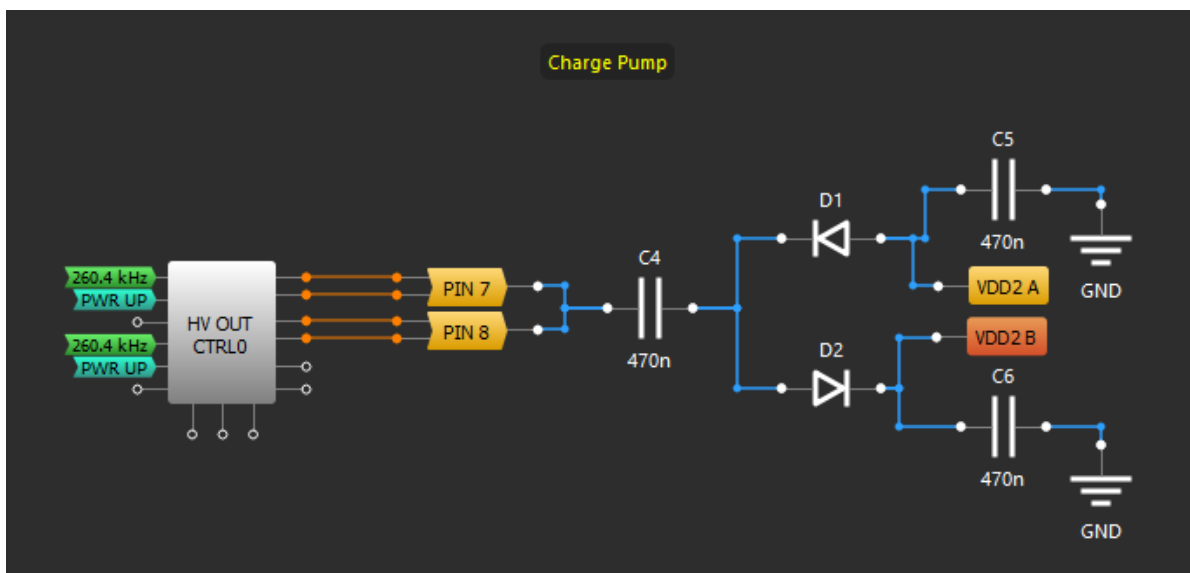 Charge Pump
260.4 kHz
PWR UP
260.4 kHz
PWR UP
HV OUT
CTRL0
PIN 7
PIN 8
C4
470n
D1
D2
C5
470n
GND
VDD2 A
VDD2 B
C6
470n
GND